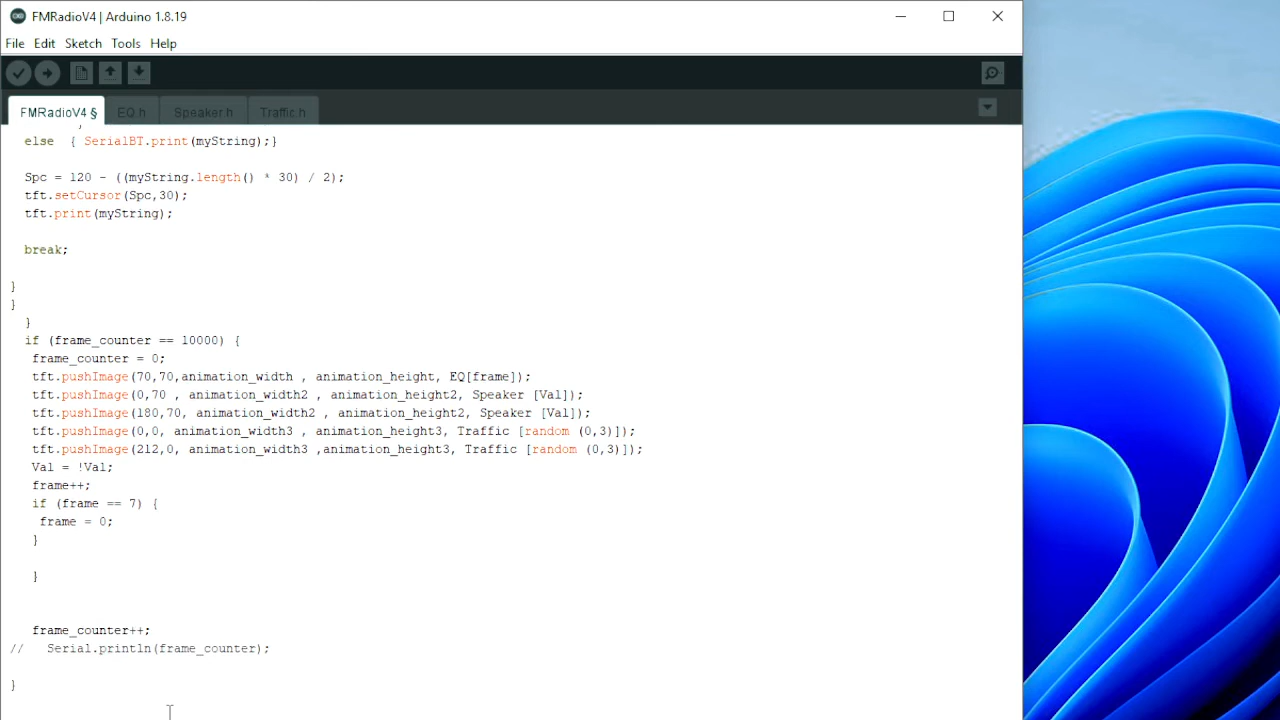 FMRadioV4 | Arduino 1.8.19
File Edit Sketch Tools Help
FMRadioV4 § EQ.h Speaker.h Traffic.h
}
else { SerialBT.print(myString);}
Spc = 120 - ((myString.length() * 30) / 2);
tft.setCursor(Spc,30);
tft.print(myString);
break;
}
}
}
if (frame_counter == 10000) {
frame_counter = 0;
tft.pushImage(70,70,animation_width , animation_height, EQ[frame]);
tft.pushImage(0,70 , animation_width2 , animation_height2, Speaker [Val]);
tft.pushImage(180,70, animation_width2 , animation_height2, Speaker [Val]);
tft.pushImage(0,0, animation_width3 , animation_height3, Traffic [random (0,3)]);
tft.pushImage(212,0, animation_width3 ,animation_height3, Traffic [random (0,3)]);
Val = !Val;
frame++;
if (frame == 7) {
frame = 0;
}
}
frame_counter++;
// Serial.println(frame_counter);
}